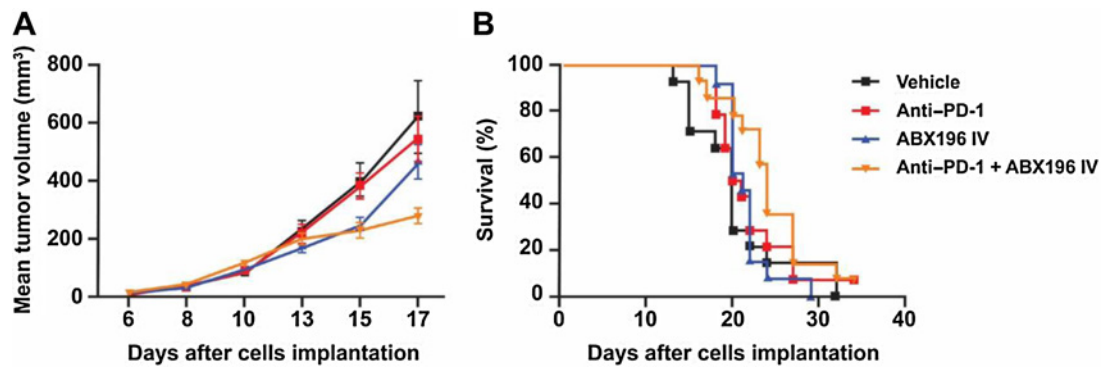 A
Mean tumor volume (mm³)
800
600
400
200
0
6 8 10 13 15 17
Days after cells implantation
B
Survival (%)
100
80
60
40
20
0
0 10 20 30 40
Days after cells implantation
Vehicle
Anti–PD-1
ABX196 IV
Anti–PD-1 + ABX196 IV